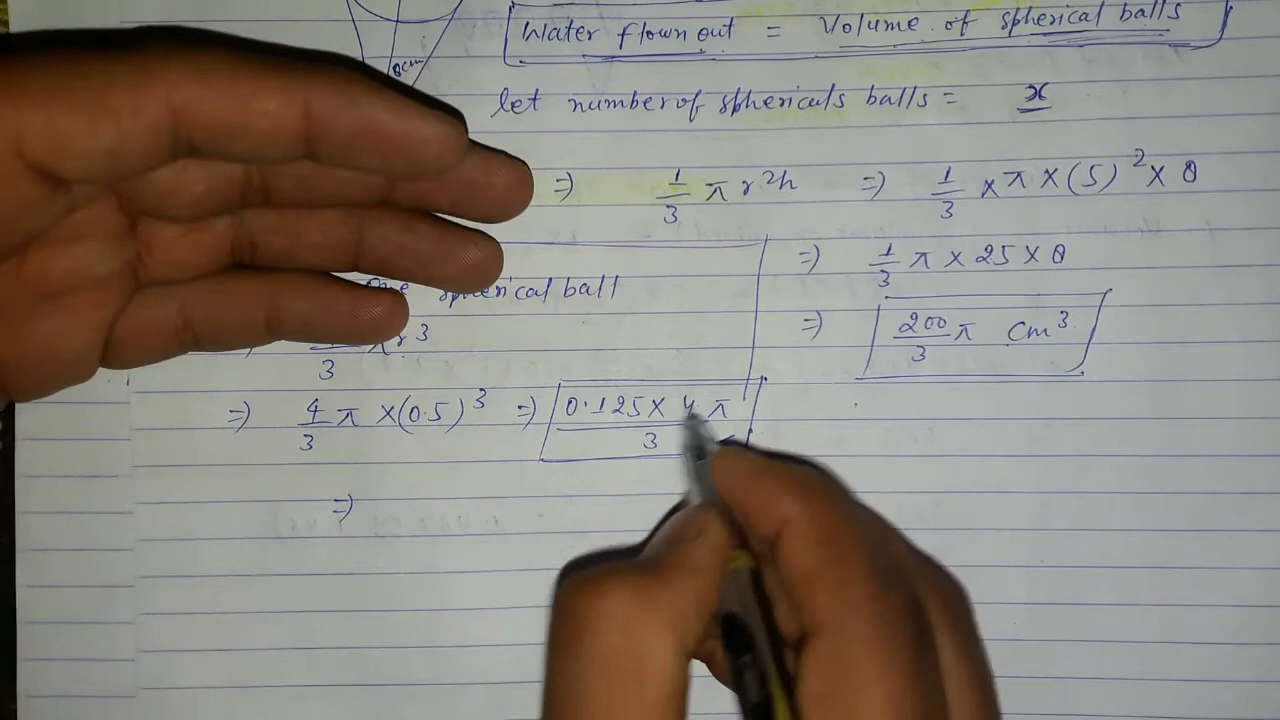 Water flown out = Volume of spherical balls
8cm
let number of sphericals balls = x
=) 1/3 π r²h =) 1/3 × π × (5)² × 8
=) 1/3 π × 25 × 8
spherical ball
=) 200/3 π cm³
πr³
3
=) 4/3 π × (0.5)³ =) 0.125 × 4 π / 3
=)